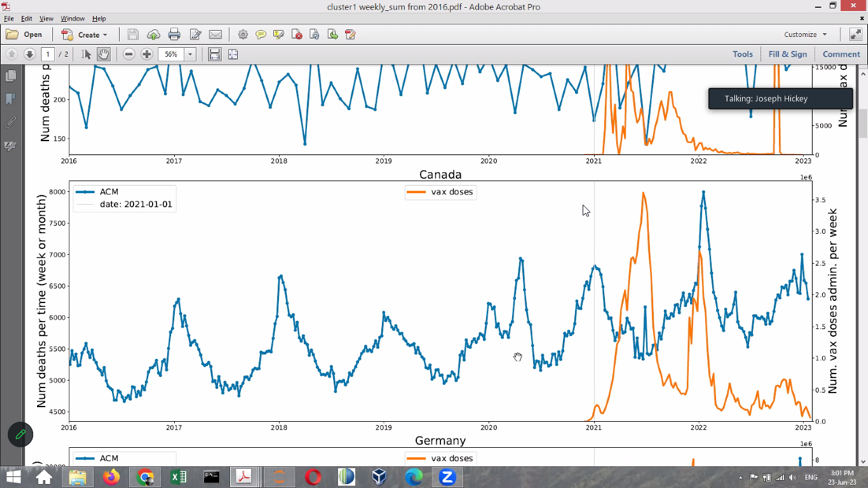 cluster1 weekly_sum from 2016.pdf - Adobe Acrobat Pro
File Edit View Window Help
Open Create Customize
1 / 2 56% Tools Fill & Sign Comment
Num deaths p
200
150
15000
5000
0
Num vax d
Talking: Joseph Hickey
2016 2017 2018 2019 2020 2021 2022 2023
Canada
1e6
ACM
date: 2021-01-01
vax doses
Num deaths per time (week or month)
8000
7500
7000
6500
6000
5500
5000
4500
3.5
3.0
2.5
2.0
1.5
1.0
0.5
0.0
Num. vax doses admin. per week
2016 2017 2018 2019 2020 2021 2022 2023
Germany
1e6
ACM
vax doses
8
ENG
3:01 PM
23-Jun-23